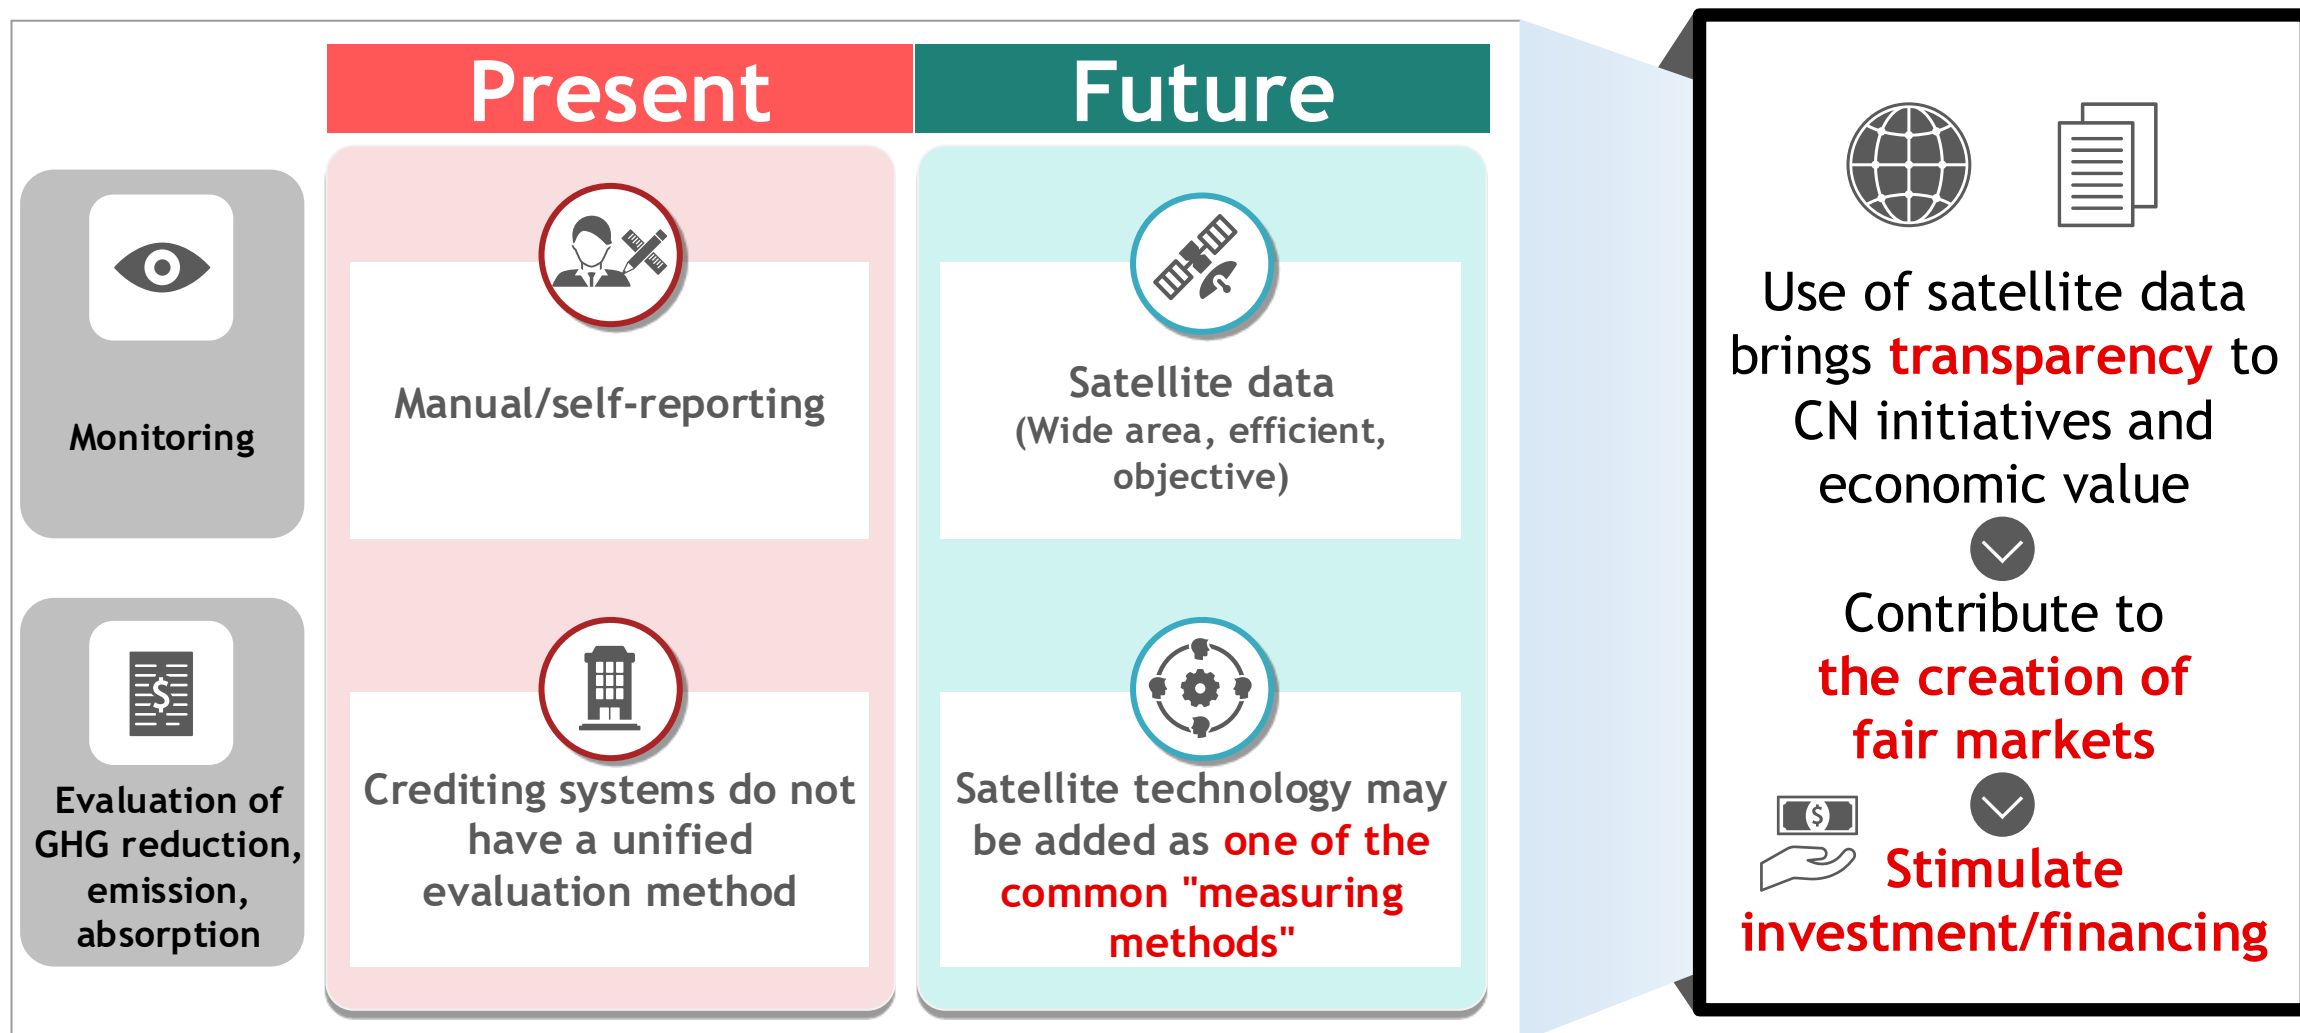 Present
Future
Monitoring
Manual/self-reporting
Satellite data
(Wide area, efficient,
objective)
Evaluation of
GHG reduction,
emission,
absorption
$
Crediting systems do not
have a unified
evaluation method
Satellite technology may
be added as one of the
common "measuring
methods"
Use of satellite data
brings transparency to
CN initiatives and
economic value
Contribute to
the creation of
fair markets
$
Stimulate
investment/financing